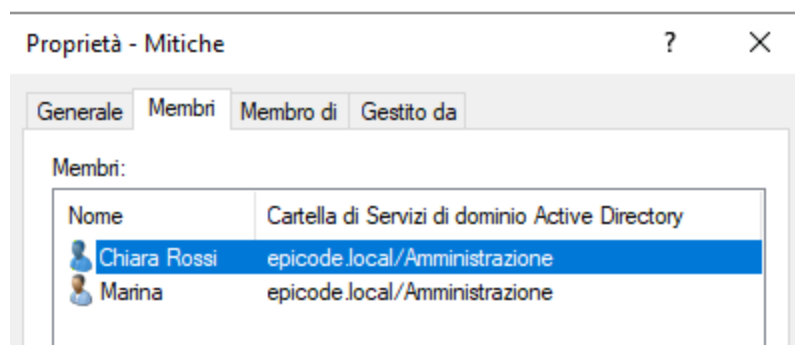 Proprietà - Mitiche ? ×
Generale Membri Membro di Gestito da
Membri:
Nome Cartella di Servizi di dominio Active Directory
Chiara Rossi epicode.local/Amministrazione
Marina epicode.local/Amministrazione